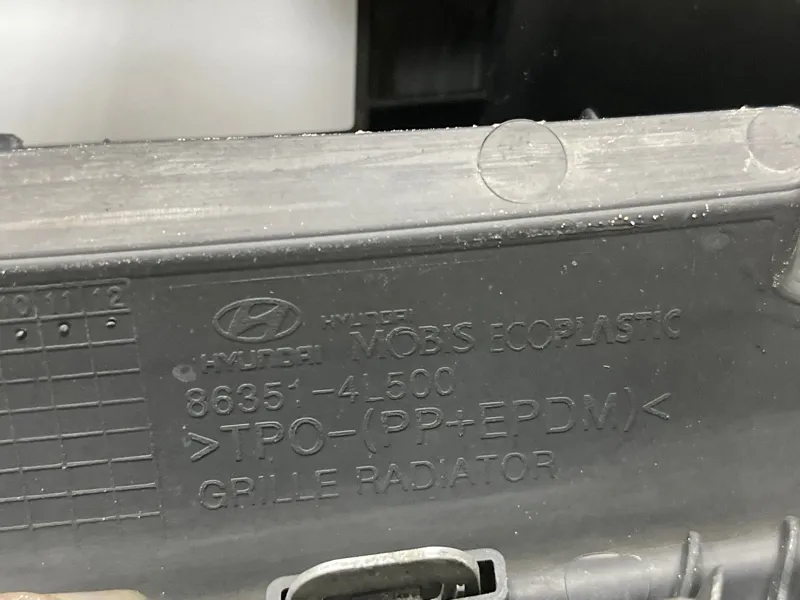 10 11 12
HYUNDAI
HYUNDAI
MOBIS ECOPLASTIC
86351-4L500
>TPO-(PP+EPDM)<
GRILLE RADIATOR